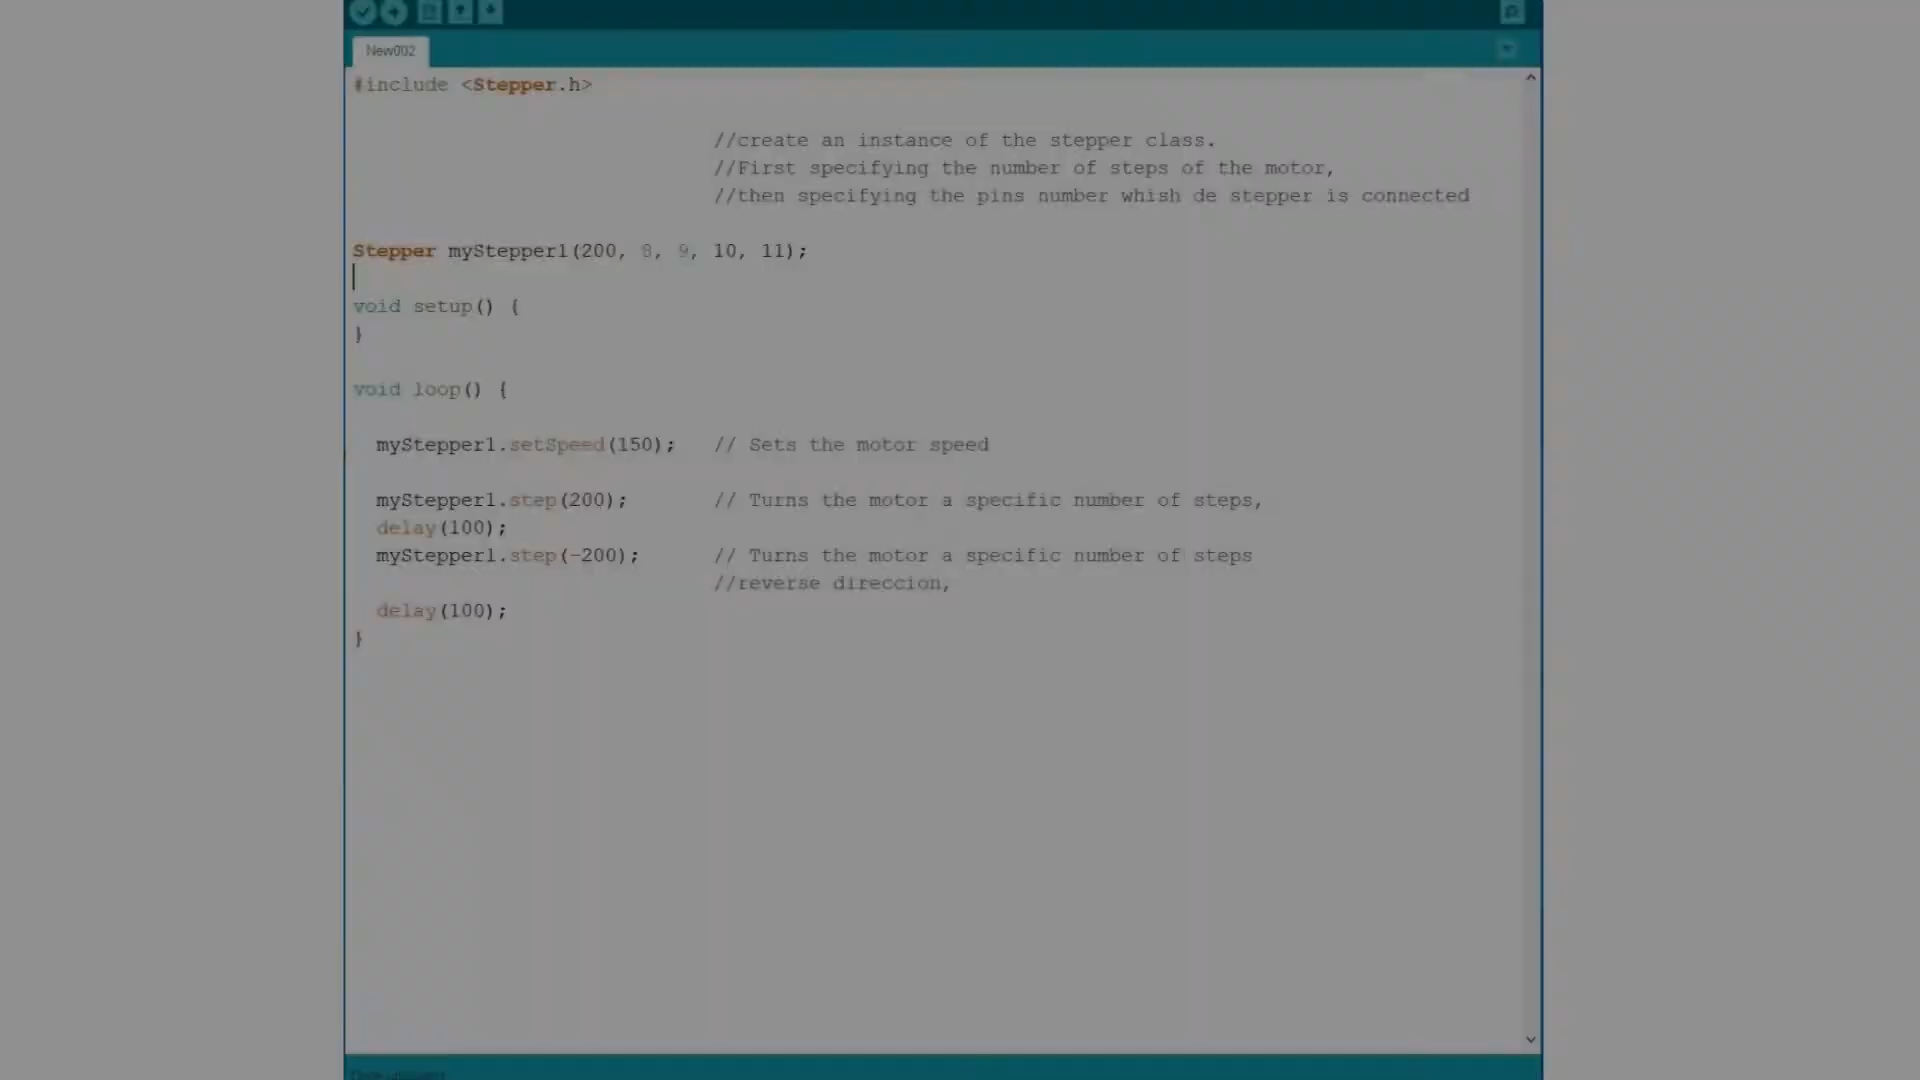 New002
#include <Stepper.h>
//create an instance of the stepper class.
//First specifying the number of steps of the motor,
//then specifying the pins number whish de stepper is connected
Stepper myStepper1(200, 8, 9, 10, 11);
void setup() {
}
void loop() {
myStepper1.setSpeed(150); // Sets the motor speed
myStepper1.step(200); // Turns the motor a specific number of steps,
delay(100);
myStepper1.step(-200); // Turns the motor a specific number of steps
//reverse direccion,
delay(100);
}